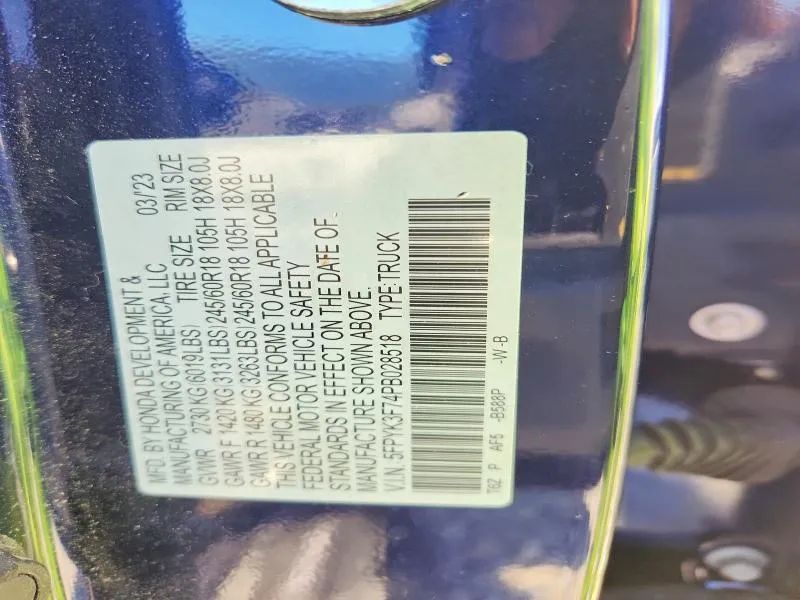 MFD. BY HONDA DEVELOPMENT & 03/'23
MANUFACTURING OF AMERICA, LLC
GVWR 2730 KG(6019LBS) TIRE SIZE RIM SIZE
GAWR F 1420 KG(3131LBS) 245/60R18 105H 18X8.0J
GAWR R 1480 KG(3263LBS) 245/60R18 105H 18X8.0J
THIS VEHICLE CONFORMS TO ALL APPLICABLE
FEDERAL MOTOR VEHICLE SAFETY
STANDARDS IN EFFECT ON THE DATE OF
MANUFACTURE SHOWN ABOVE.
V.I.N. 5FPYK3F74PB028518 TYPE:TRUCK
T6Z P AF5 -B588P -W1-B